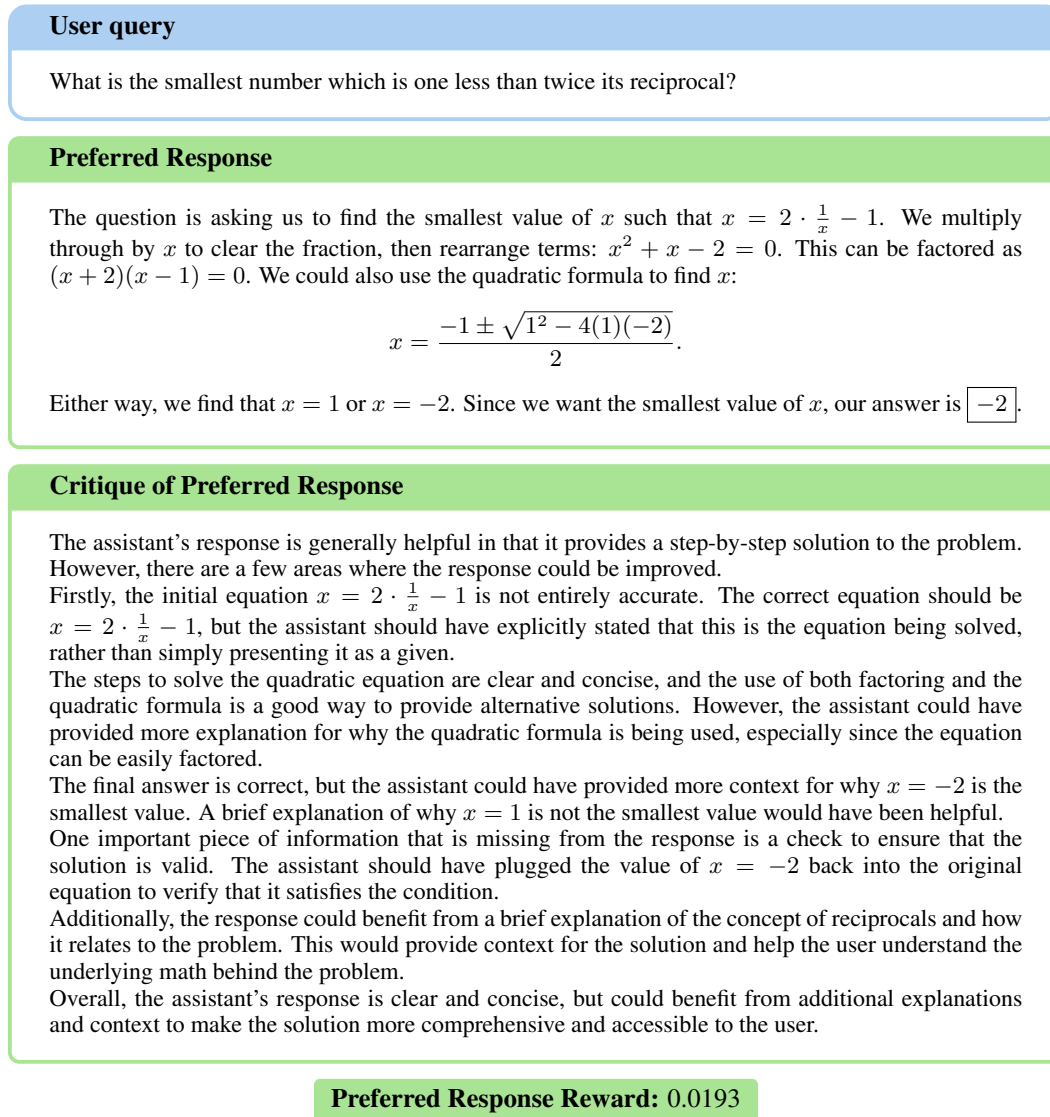 User query
What is the smallest number which is one less than twice its reciprocal?
Preferred Response
The question is asking us to find the smallest value of x such that x = 2 · 1/x − 1. We multiply
through by x to clear the fraction, then rearrange terms: x² + x − 2 = 0. This can be factored as
(x + 2)(x − 1) = 0. We could also use the quadratic formula to find x:
x = (−1 ± √(1² − 4(1)(−2)))/2.
Either way, we find that x = 1 or x = −2. Since we want the smallest value of x, our answer is −2.
Critique of Preferred Response
The assistant's response is generally helpful in that it provides a step-by-step solution to the problem.
However, there are a few areas where the response could be improved.
Firstly, the initial equation x = 2 · 1/x − 1 is not entirely accurate. The correct equation should be
x = 2 · 1/x − 1, but the assistant should have explicitly stated that this is the equation being solved,
rather than simply presenting it as a given.
The steps to solve the quadratic equation are clear and concise, and the use of both factoring and the
quadratic formula is a good way to provide alternative solutions. However, the assistant could have
provided more explanation for why the quadratic formula is being used, especially since the equation
can be easily factored.
The final answer is correct, but the assistant could have provided more context for why x = −2 is the
smallest value. A brief explanation of why x = 1 is not the smallest value would have been helpful.
One important piece of information that is missing from the response is a check to ensure that the
solution is valid. The assistant should have plugged the value of x = −2 back into the original
equation to verify that it satisfies the condition.
Additionally, the response could benefit from a brief explanation of the concept of reciprocals and how
it relates to the problem. This would provide context for the solution and help the user understand the
underlying math behind the problem.
Overall, the assistant's response is clear and concise, but could benefit from additional explanations
and context to make the solution more comprehensive and accessible to the user.
Preferred Response Reward: 0.0193